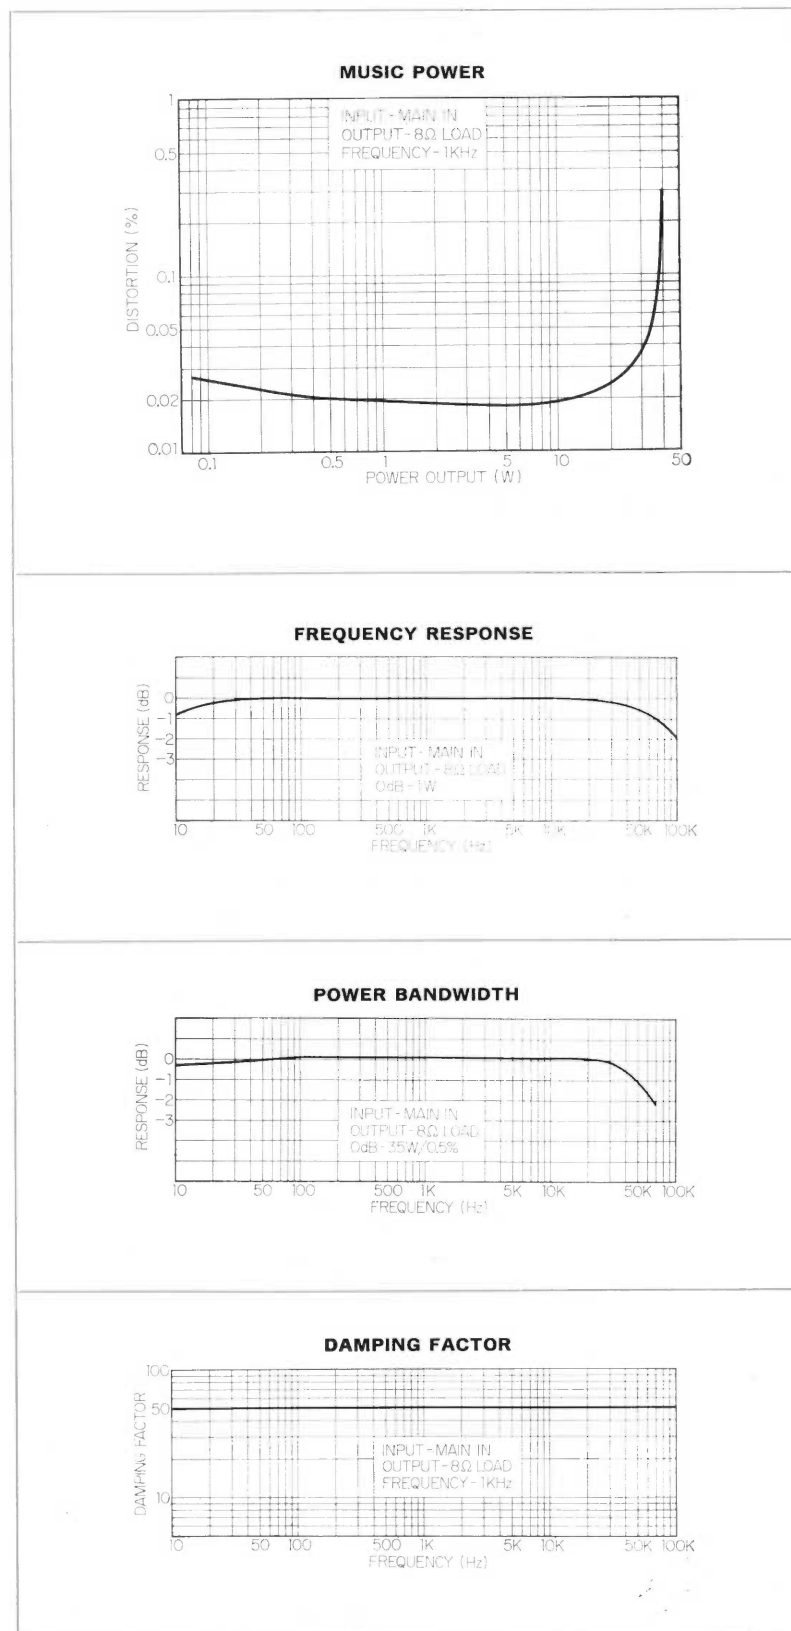 MUSIC POWER
1
INPUT-MAIN IN
OUTPUT-8Ω LOAD
FREQUENCY-1KHz
0.5
0.1
0.05
0.02
0.01
DISTORTION (%)
0.1 0.5 1 5 10 50
POWER OUTPUT (W)
FREQUENCY RESPONSE
RESPONSE (dB)
0
-1
-2
-3
INPUT-MAIN IN
OUTPUT-8Ω LOAD
0dB-1W
10 50 100 500 1K 5K 10K 50K 100K
FREQUENCY (Hz)
POWER BANDWIDTH
RESPONSE (dB)
0
-1
-2
-3
INPUT-MAIN IN
OUTPUT-8Ω LOAD
0dB-35W/0.5%
10 50 100 500 1K 5K 10K 50K 100K
FREQUENCY (Hz)
DAMPING FACTOR
DAMPING FACTOR
100
50
10
INPUT-MAIN IN
OUTPUT-8Ω LOAD
FREQUENCY-1KHz
10 50 100 500 1K 5K 10K 50K 100K
FREQUENCY (Hz)